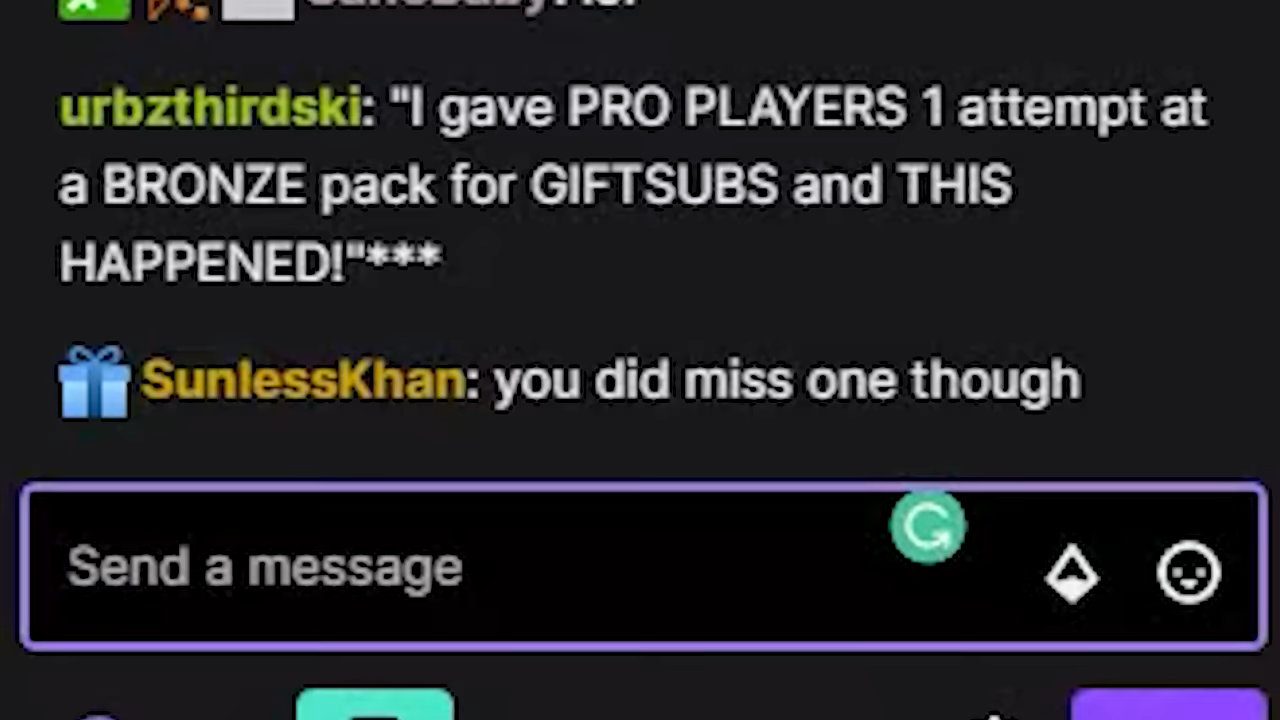 urbzthirdski: "I gave PRO PLAYERS 1 attempt at
a BRONZE pack for GIFTSUBS and THIS
HAPPENED!"***
SunlessKhan: you did miss one though
Send a message